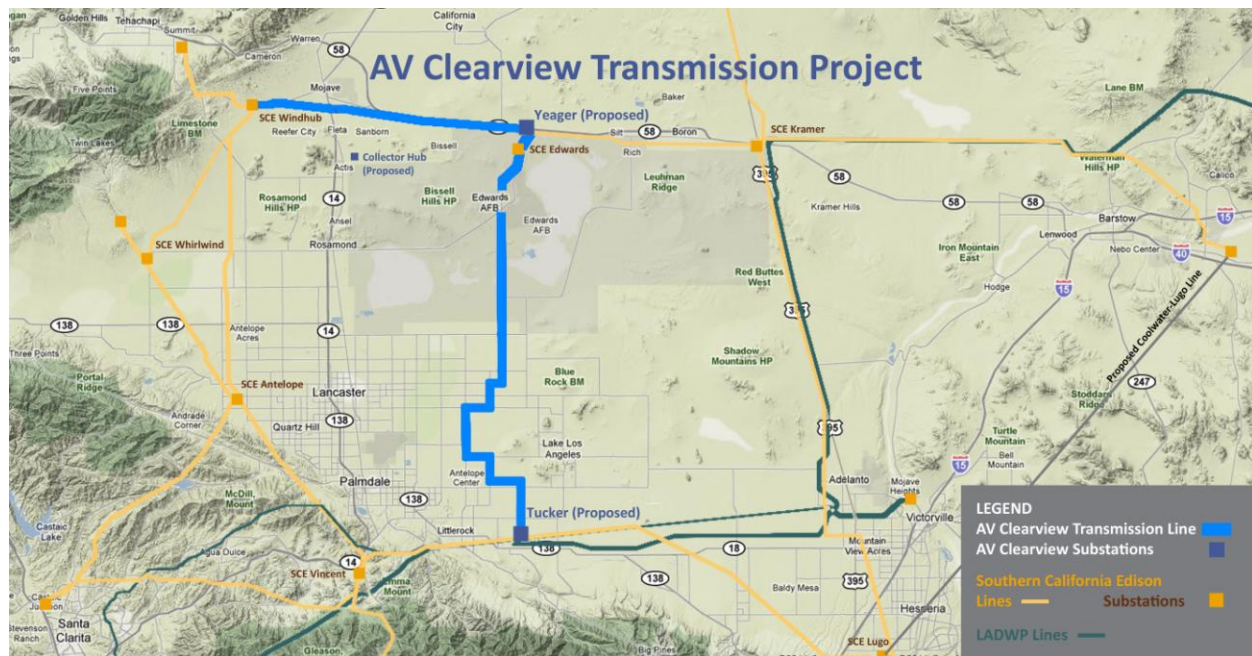 AV Clearview Transmission Project
Golden Hills
Tehachapi
Summit
Cameron
Warren
58
California
City
Five Points
Mojave
Limestone
BM
Twin Lakes
SCE Windhub
Reefer City
Fleta
Sanborn
Actis
Collector Hub
(Proposed)
Bissell
Yeager (Proposed)
SCE Edwards
Baker
Silt
58
Boron
Rich
SCE Kramer
Lane BM
Waterman
Hills HP
Calico
Rosamond
Hills HP
14
Ansel
Rosamond
Bissell
Hills HP
Edwards
AFB
Edwards
AFB
Leuhman
Ridge
395
58
Kramer Hills
58
58
15
Barstow
Lenwood
Nebo Center
40
SCE Whirlwind
Red Buttes
West
Iron Mountain
East
Hodge
15
395
138
138
Three Points
Antelope
Acres
14
Portal
Ridge
SCE Antelope
Lancaster
Andrade
Corner
Quartz Hill
138
Blue
Rock BM
Shadow
Mountains HP
Proposed Coolwater-Lugo Line
247
Stoddard
Ridge
Lake Los
Angeles
Antelope
Center
395
Turtle
Mountain
Bell
Mountain
15
Palmdale
138
McDill,
Mount
Littlerock
Tucker (Proposed)
138
18
Adelanto
Mojave
Heights
Victorville
Castaic
Lake
Agua Dulce
14
SCE Vincent
Emma,
Mount
138
Mountain
View Acres
Baldy Mesa
395
Hesperia
SCE Lugo
Stevenson
Ranch
Santa
Clarita
Gleason,
Big Pines
LEGEND
AV Clearview Transmission Line
AV Clearview Substations
Southern California Edison
Lines
Substations
LADWP Lines